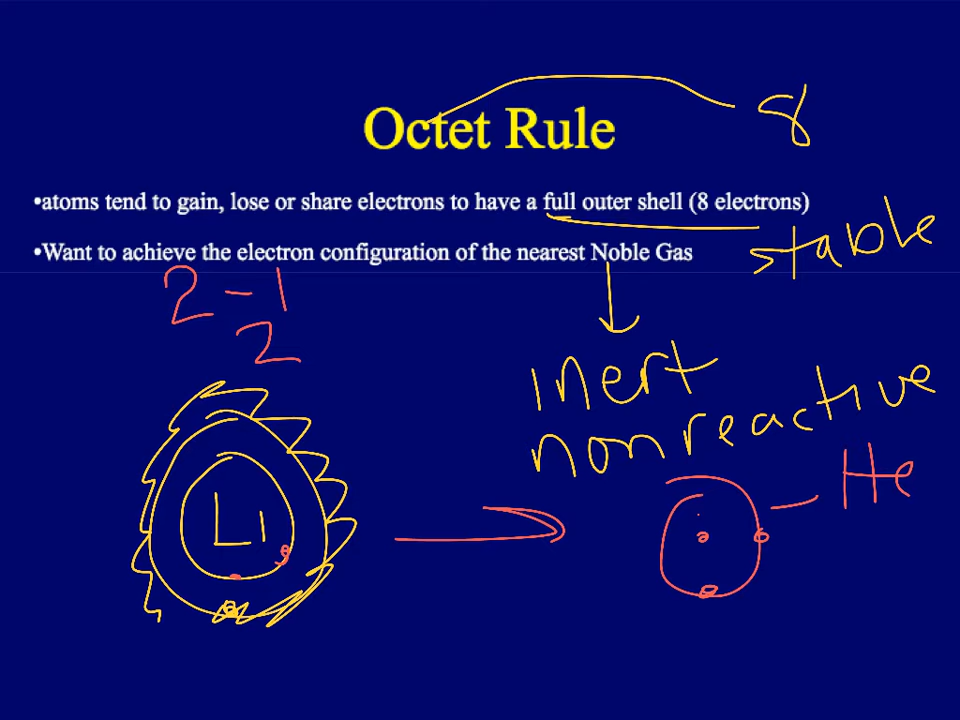 Octet Rule
8
•atoms tend to gain, lose or share electrons to have a full outer shell (8 electrons)
stable
•Want to achieve the electron configuration of the nearest Noble Gas
2-1
2
inert
nonreactive
Li
He